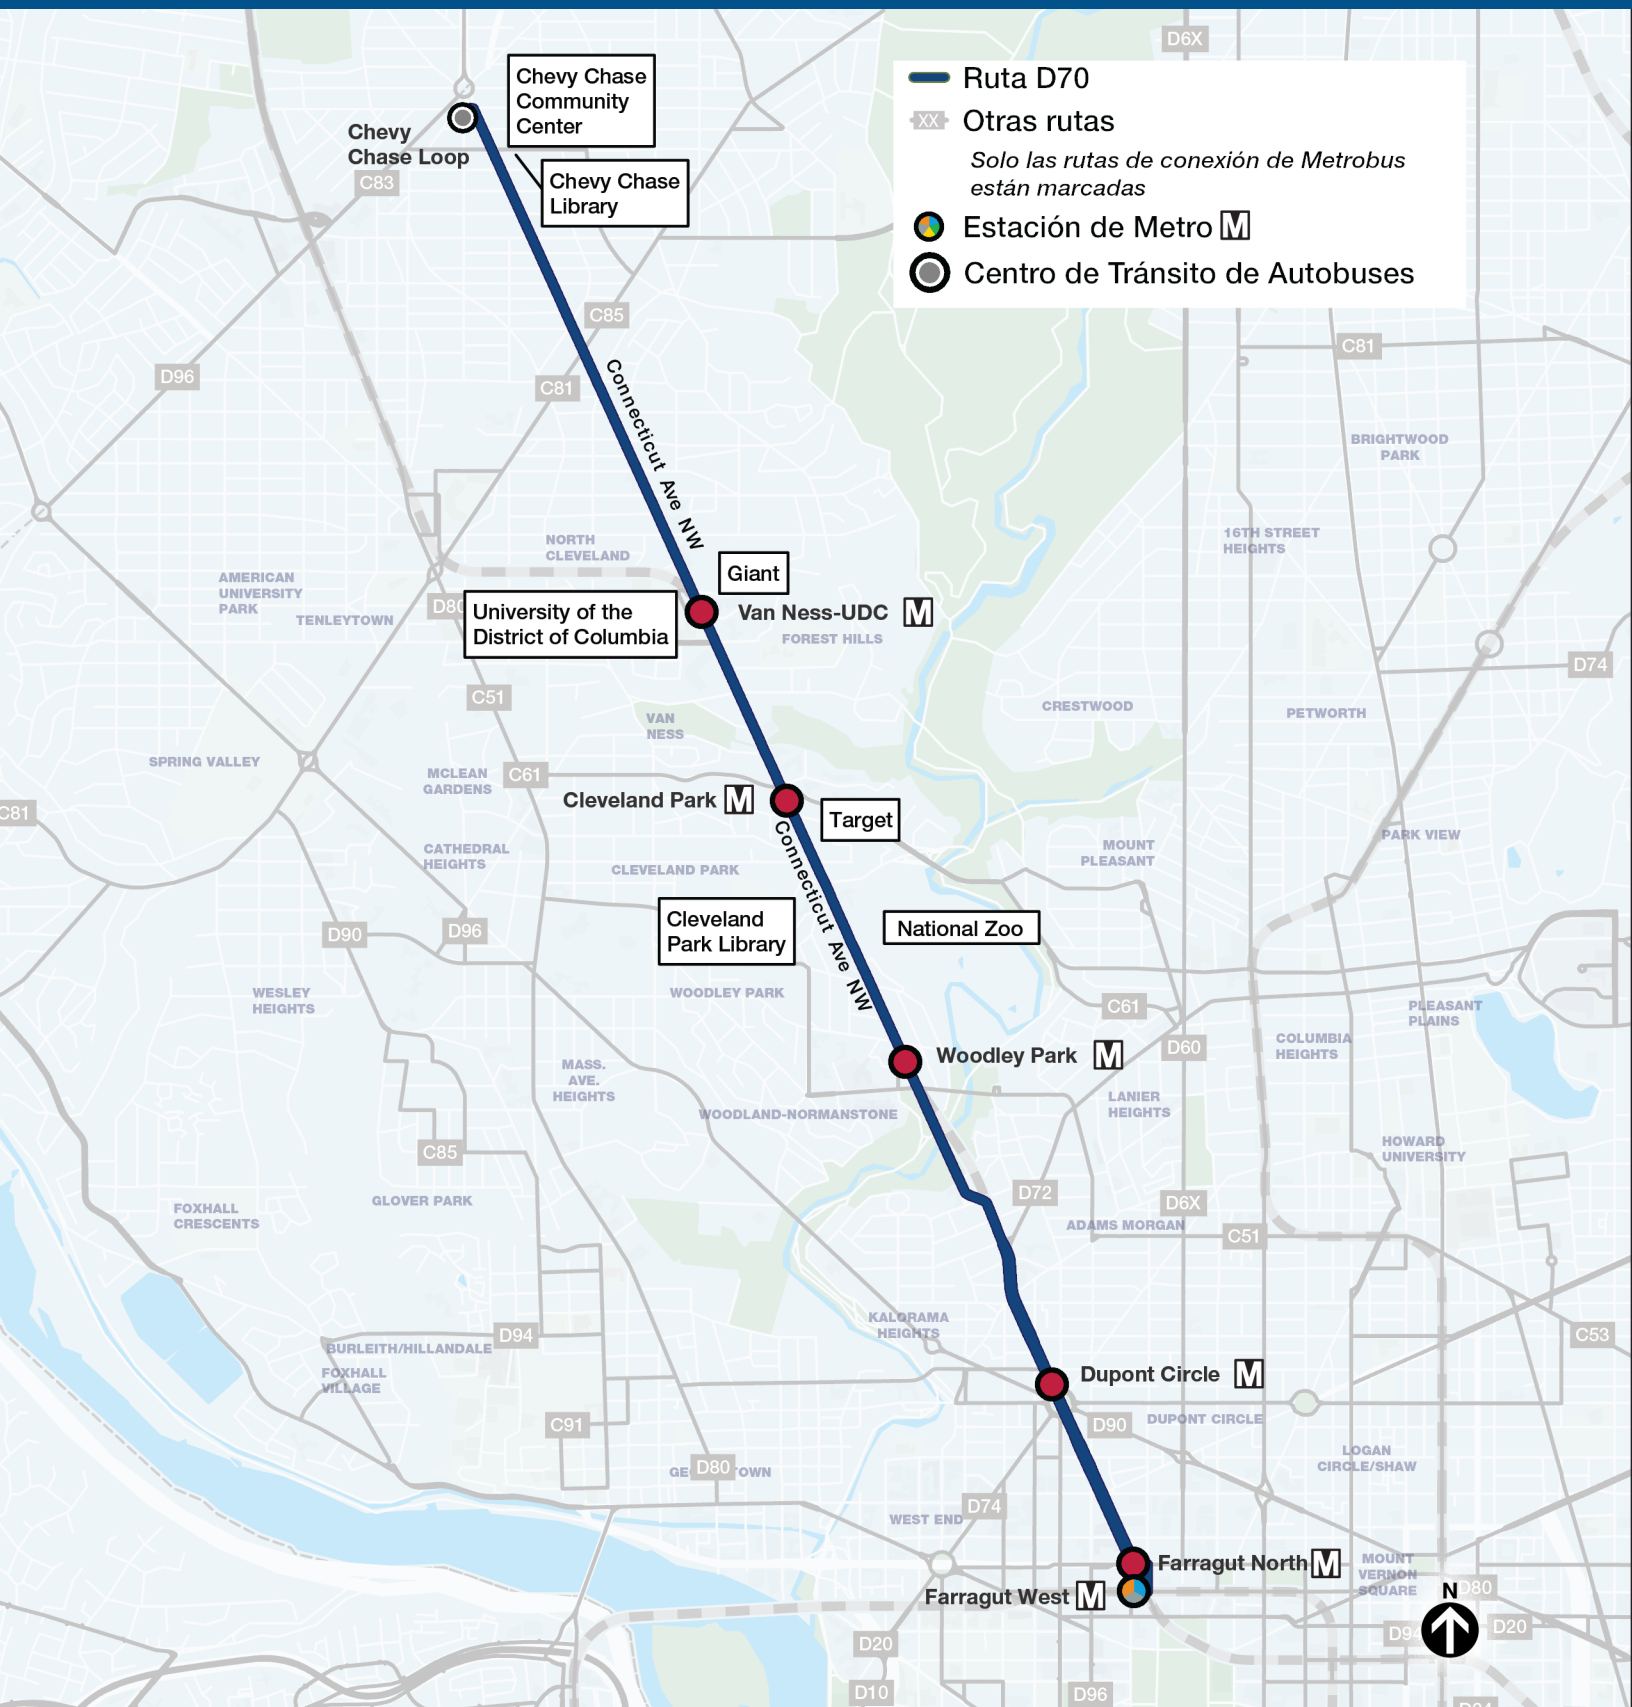 D6X
Chevy Chase
Community
Center
Ruta D70
XX Otras rutas
Solo las rutas de conexión de Metrobus
están marcadas
Estación de Metro M
Centro de Tránsito de Autobuses
Chevy
Chase Loop
C83
Chevy Chase
Library
C85
C81
D96
C81
Connecticut Ave NW
BRIGHTWOOD
PARK
16TH STREET
HEIGHTS
NORTH
CLEVELAND
AMERICAN
UNIVERSITY
PARK
TENLEYTOWN
Giant
D80
University of the
District of Columbia
Van Ness-UDC M
FOREST HILLS
D74
C51
CRESTWOOD
PETWORTH
VAN
NESS
SPRING VALLEY
MCLEAN
GARDENS
C61
Cleveland Park M
Target
C81
PARK VIEW
MOUNT
PLEASANT
CATHEDRAL
HEIGHTS
CLEVELAND PARK
Connecticut Ave NW
Cleveland
Park Library
National Zoo
D90
D96
WESLEY
HEIGHTS
WOODLEY PARK
C61
PLEASANT
PLAINS
D60
COLUMBIA
HEIGHTS
Woodley Park M
MASS.
AVE.
HEIGHTS
LANIER
HEIGHTS
WOODLAND-NORMANSTONE
HOWARD
UNIVERSITY
C85
GLOVER PARK
FOXHALL
CRESCENTS
D72
D6X
ADAMS MORGAN
C51
KALORAMA
HEIGHTS
D94
C53
BURLEITH/HILLANDALE
FOXHALL
VILLAGE
Dupont Circle M
C91
D90
DUPONT CIRCLE
LOGAN
CIRCLE/SHAW
D80
D74
WEST END
Farragut North M
MOUNT
VERNON
SQUARE
D80
Farragut West M
N
D20
D94
D20
D10
D96